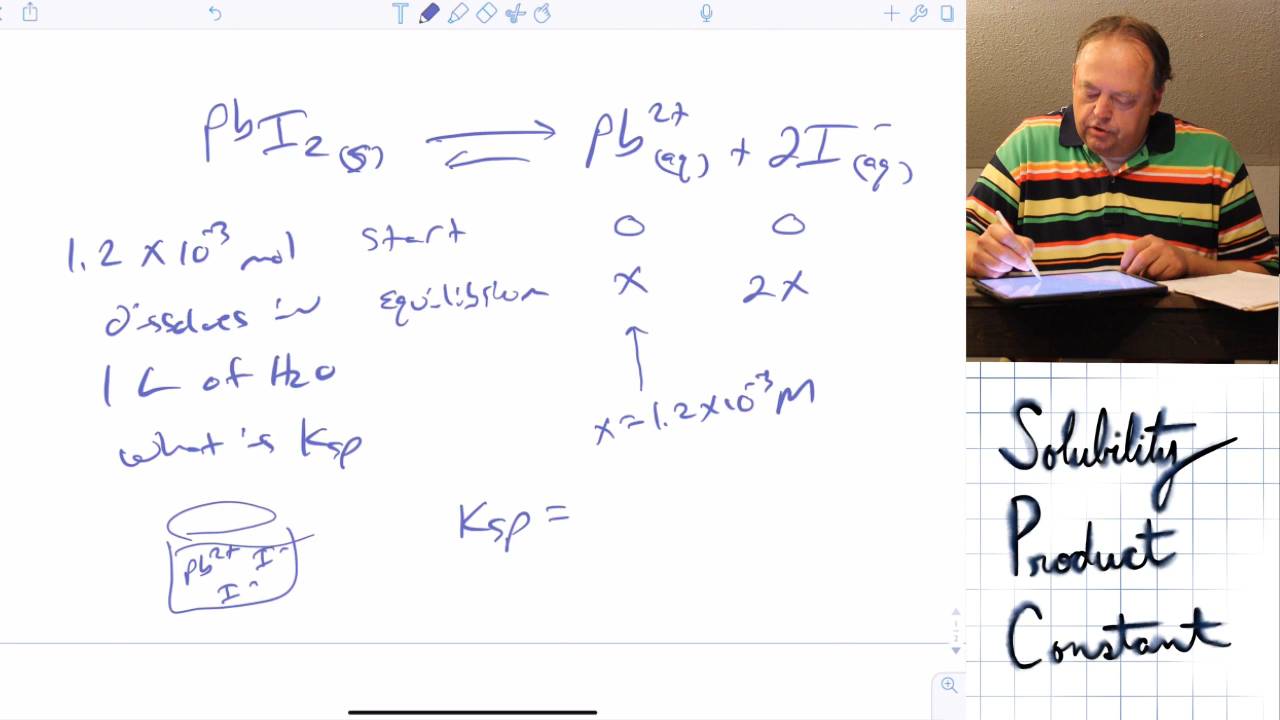 PbI2(s) ⇌ Pb2+(aq) + 2I-(aq)
1.2 x 10-3 mol
dissolves in
1 L of H2O
what is Ksp
start 0 0
equilibrium x 2x
x = 1.2 x 10-3 M
Ksp =
Pb2+ I-
I-
Solubility
Product
Constant